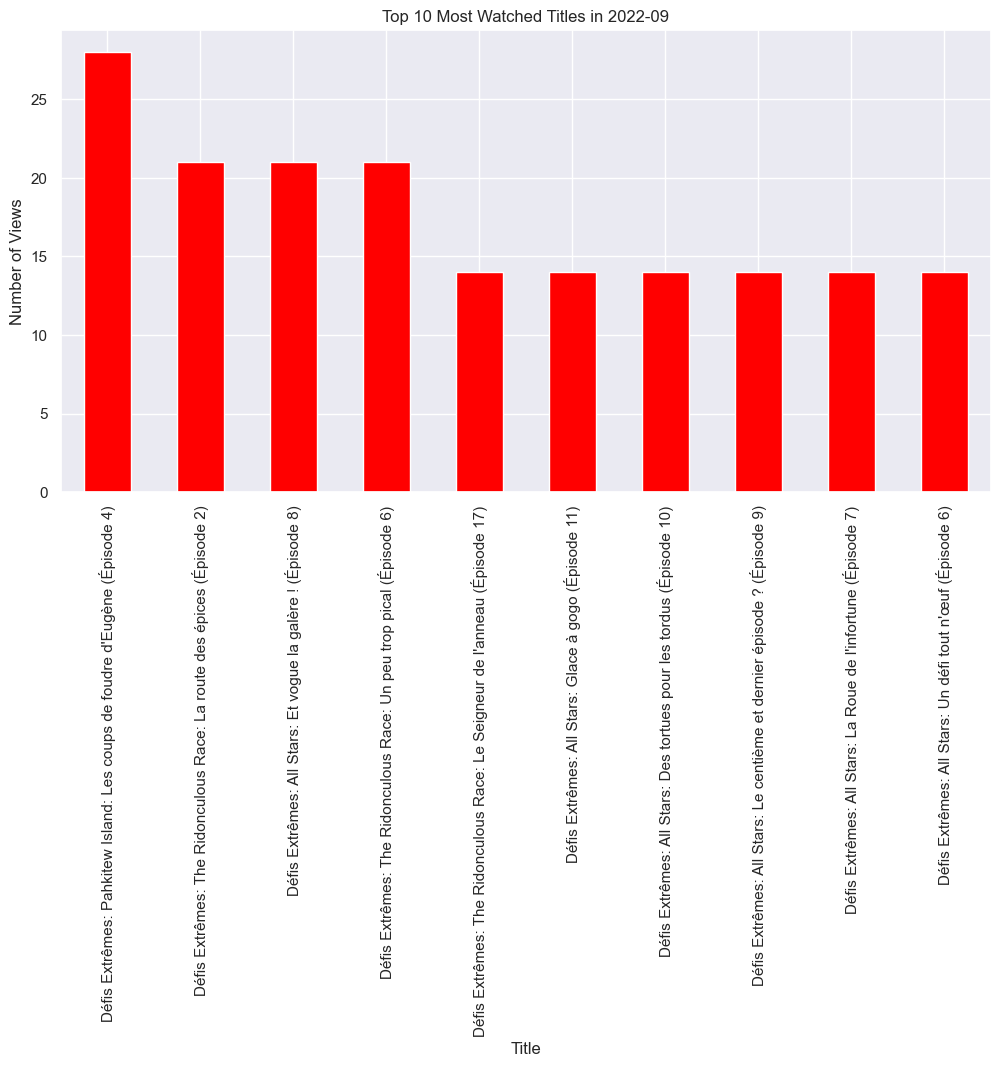 Top 10 Most Watched Titles in 2022-09
Number of Views
25
20
15
10
5
0
Défis Extrêmes: Pahkitew Island: Les coups de foudre d'Eugène (Épisode 4)
Défis Extrêmes: The Ridonculous Race: La route des épices (Épisode 2)
Défis Extrêmes: All Stars: Et vogue la galère ! (Épisode 8)
Défis Extrêmes: The Ridonculous Race: Un peu trop pical (Épisode 6)
Défis Extrêmes: The Ridonculous Race: Le Seigneur de l'anneau (Épisode 17)
Défis Extrêmes: All Stars: Glace à gogo (Épisode 11)
Défis Extrêmes: All Stars: Des tortues pour les tordus (Épisode 10)
Défis Extrêmes: All Stars: Le centième et dernier épisode ? (Épisode 9)
Défis Extrêmes: All Stars: La Roue de l'infortune (Épisode 7)
Défis Extrêmes: All Stars: Un défi tout n'œuf (Épisode 6)
Title